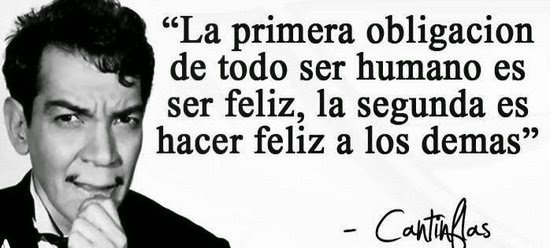 “La primera obligacion
de todo ser humano es
ser feliz, la segunda es
hacer feliz a los demas”
- Cantinflas